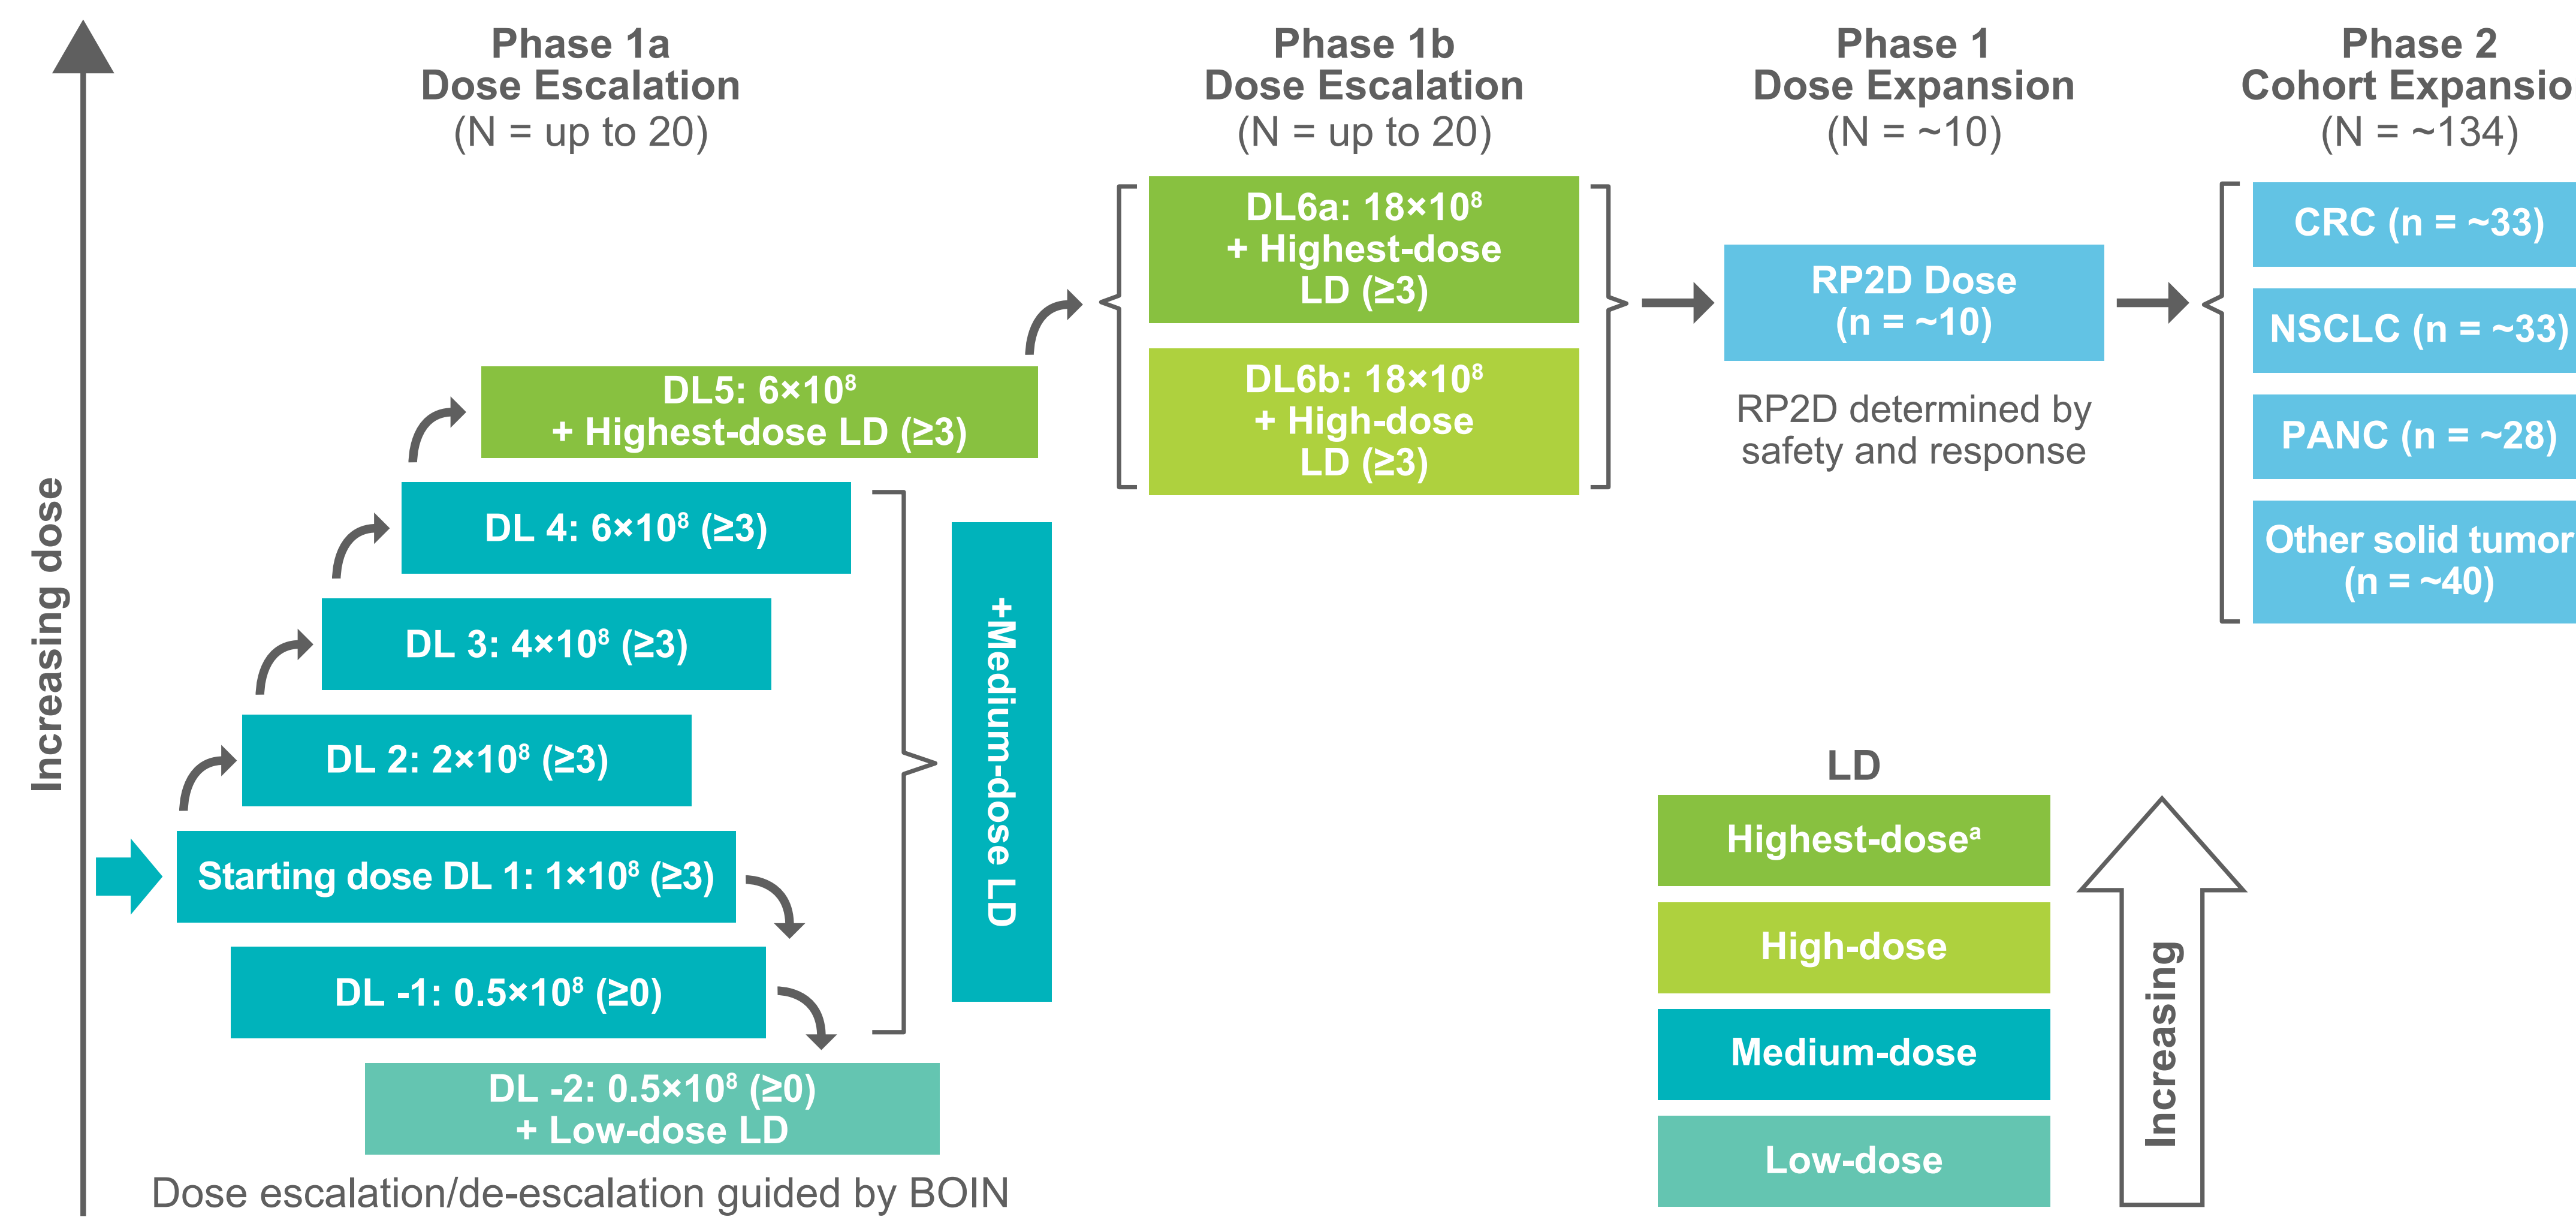 Increasing dose
Phase 1a
Dose Escalation
(N = up to 20)
DL5: 6×10⁸
+ Highest-dose LD (≥3)
DL 4: 6×10⁸ (≥3)
DL 3: 4×10⁸ (≥3)
DL 2: 2×10⁸ (≥3)
Starting dose DL 1: 1×10⁸ (≥3)
DL -1: 0.5×10⁸ (≥0)
DL -2: 0.5×10⁸ (≥0)
+ Low-dose LD
+Medium-dose LD
Dose escalation/de-escalation guided by BOIN
Phase 1b
Dose Escalation
(N = up to 20)
DL6a: 18×10⁸
+ Highest-dose
LD (≥3)
DL6b: 18×10⁸
+ High-dose
LD (≥3)
Phase 1
Dose Expansion
(N = ~10)
RP2D Dose
(n = ~10)
RP2D determined by
safety and response
Phase 2
Cohort Expansio
(N = ~134)
CRC (n = ~33)
NSCLC (n = ~33)
PANC (n = ~28)
Other solid tumor
(n = ~40)
LD
Highest-doseᵃ
High-dose
Medium-dose
Low-dose
Increasing